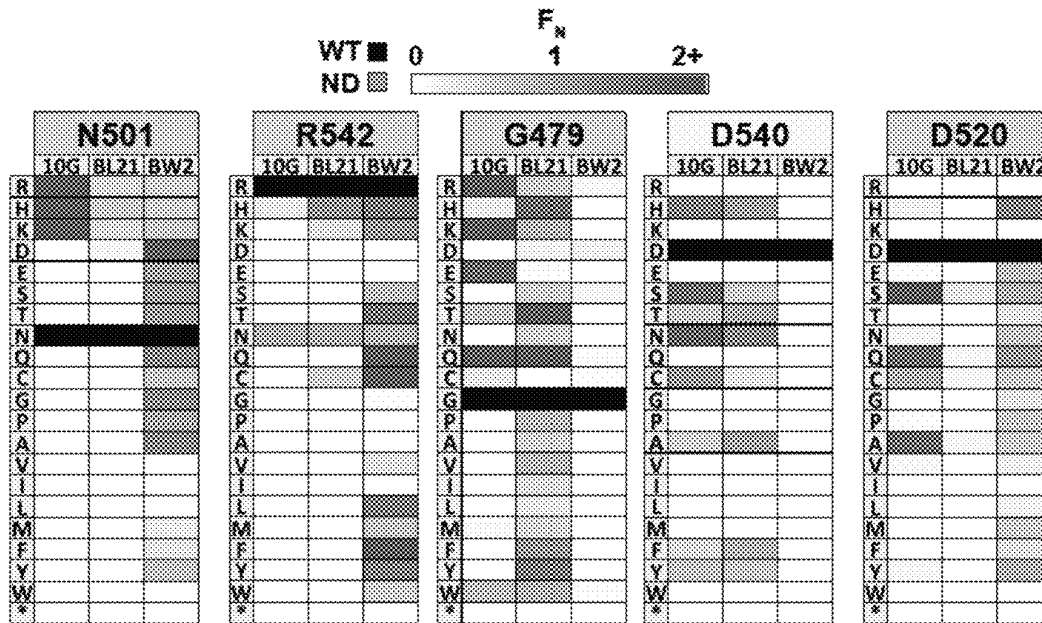 F_N
WT 0 1 2+
ND
N501 R542 G479 D540 D520
10G BL21 BW2 10G BL21 BW2 10G BL21 BW2 10G BL21 BW2 10G BL21 BW2
R R R R R
H H H H H
K K K K K
D D D D D
E E E E E
S S S S S
T T T T T
N N N N N
Q Q Q Q Q
C C C C C
G G G G G
P P P P P
A A A A A
V V V V V
I I I I I
L L L L L
M M M M M
F F F F F
Y Y Y Y Y
W W W W W
* * * * *